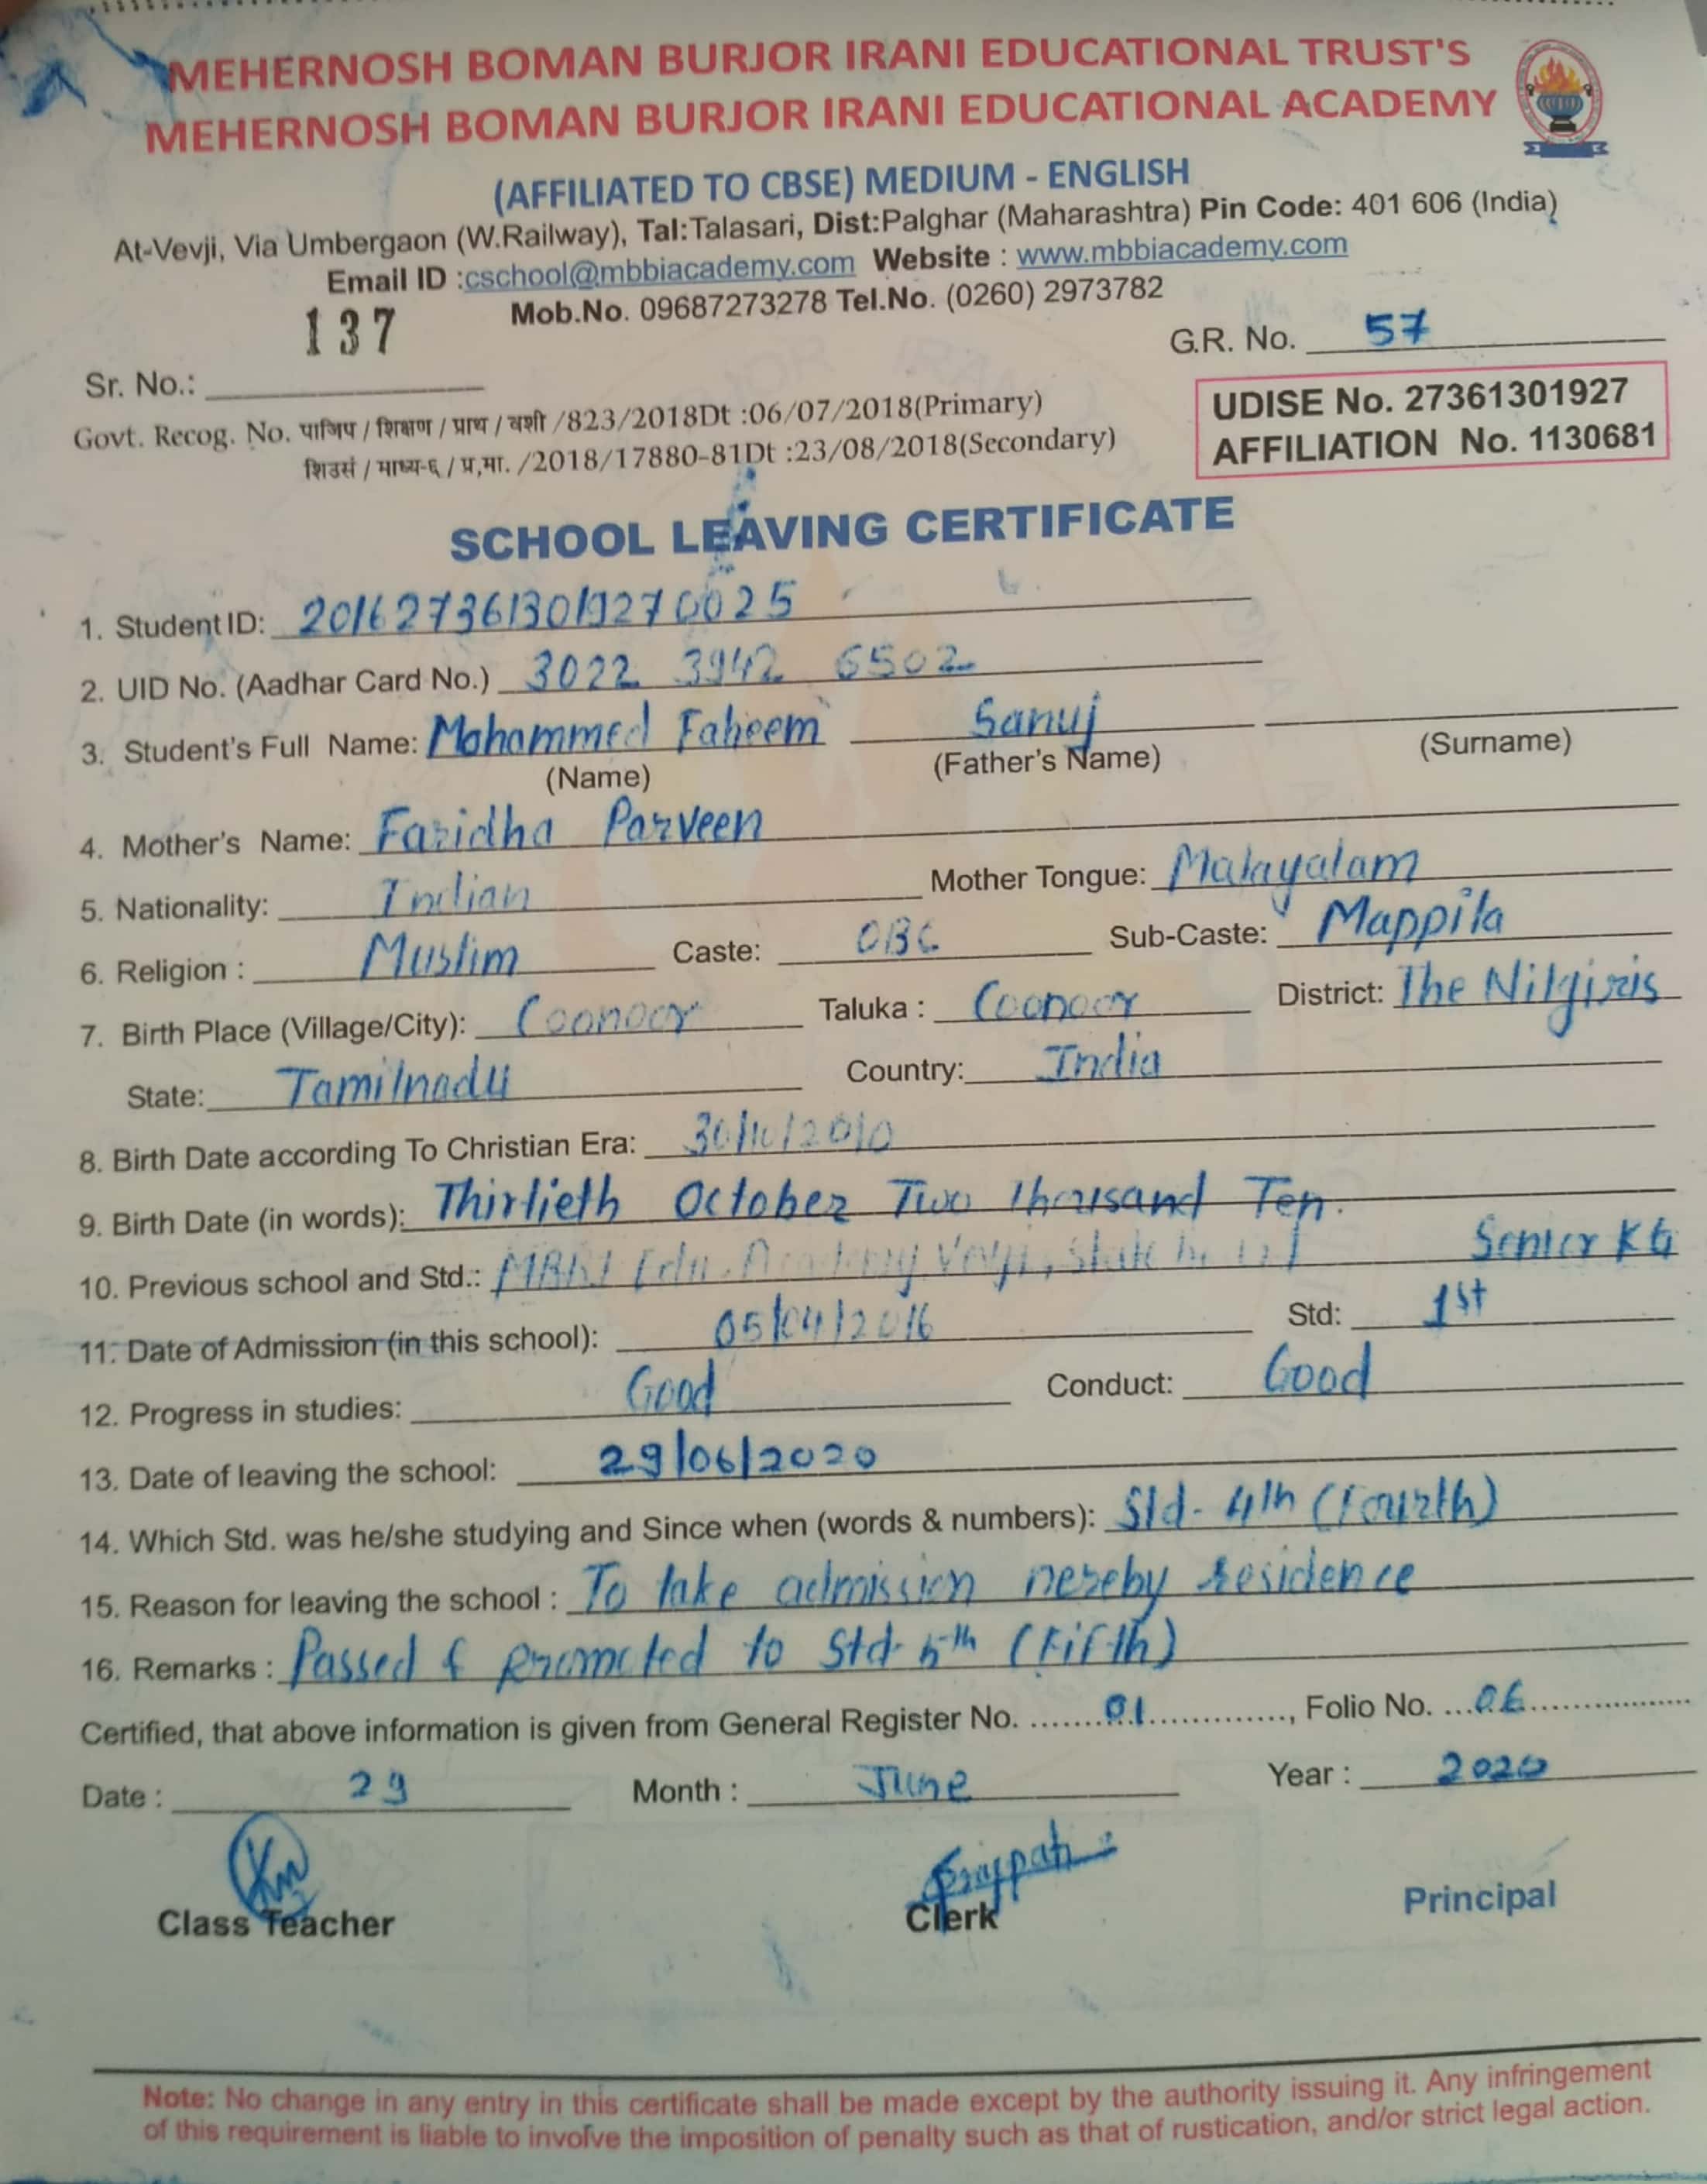 MEHERNOSH BOMAN BURJOR IRANI EDUCATIONAL TRUST'S
MEHERNOSH BOMAN BURJOR IRANI EDUCATIONAL ACADEMY
(AFFILIATED TO CBSE) MEDIUM - ENGLISH
At-Vevji, Via Umbergaon (W.Railway), Tal:Talasari, Dist:Palghar (Maharashtra) Pin Code: 401 606 (India)
Email ID :cschool@mbbiacademy.com Website : www.mbbiacademy.com
Mob.No. 09687273278 Tel.No. (0260) 2973782
Sr. No.: 137 G.R. No. 57
Govt. Recog. No. पाजिप / शिक्षण / प्राथ / वशी /823/2018Dt :06/07/2018(Primary)
शिउसं / माध्य-६ / प्र,मा. /2018/17880-81Dt :23/08/2018(Secondary)
UDISE No. 27361301927
AFFILIATION No. 1130681
SCHOOL LEAVING CERTIFICATE
1. Student ID: 2016273613019270025
2. UID No. (Aadhar Card No.) 3022 3942 6502
3. Student's Full Name: Mohammed Faheem Sanuj
(Name) (Father's Name) (Surname)
4. Mother's Name: Faridha Parveen
5. Nationality: Indian Mother Tongue: Malayalam
6. Religion : Muslim Caste: OBC Sub-Caste: Mappila
7. Birth Place (Village/City): Coonoor Taluka : Coonoor District: The Nilgiris
State: Tamilnadu Country: India
8. Birth Date according To Christian Era: 30/10/2010
9. Birth Date (in words): Thirtieth October Two Thousand Ten.
10. Previous school and Std.: Edu. Academy Senior KG
11. Date of Admission (in this school): 05/04/2016 Std: 1st
12. Progress in studies: Good Conduct: Good
13. Date of leaving the school: 29/06/2020
14. Which Std. was he/she studying and Since when (words & numbers): Std- 4th (Fourth)
15. Reason for leaving the school : To take admission nereby residence
16. Remarks : Passed & promoted to Std- 5th (Fifth)
Certified, that above information is given from General Register No. ........01.............., Folio No. ...06..................
Date : 29 Month : June Year : 2020
Class Teacher Clerk Principal
Note: No change in any entry in this certificate shall be made except by the authority issuing it. Any infringement
of this requirement is liable to involve the imposition of penalty such as that of rustication, and/or strict legal action.